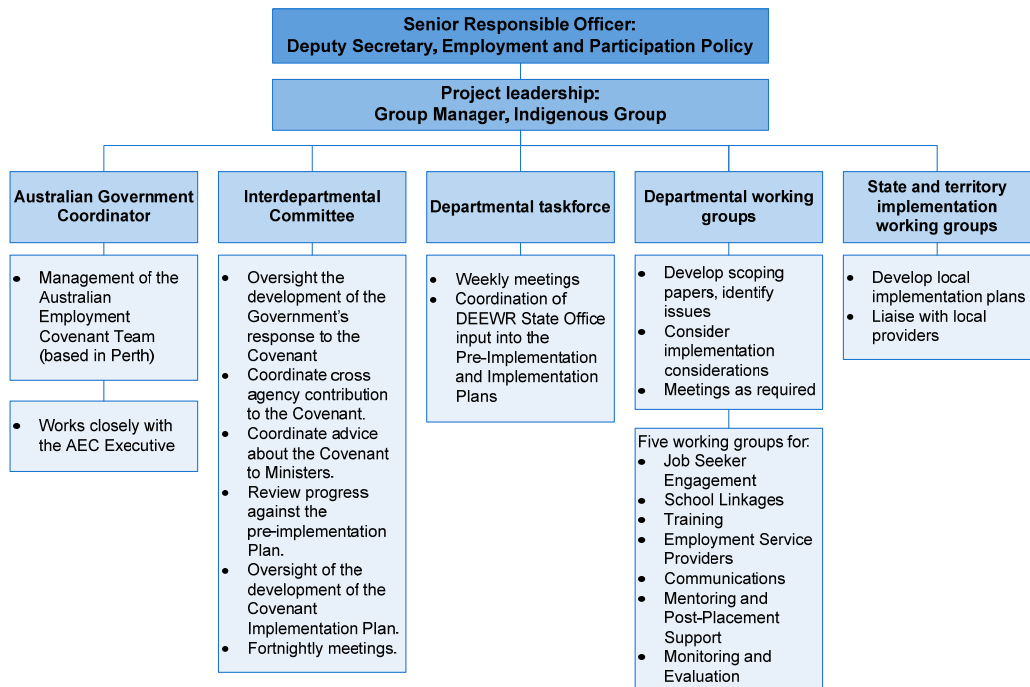 Senior Responsible Officer:
Deputy Secretary, Employment and Participation Policy
Project leadership:
Group Manager, Indigenous Group
Australian Government
Coordinator
• Management of the
Australian
Employment
Covenant Team
(based in Perth)
• Works closely with
the AEC Executive
Interdepartmental
Committee
• Oversight the
development of the
Government's
response to the
Covenant
• Coordinate cross
agency contribution
to the Covenant.
• Coordinate advice
about the Covenant
to Ministers.
• Review progress
against the
pre-implementation
Plan.
• Oversight of the
development of the
Covenant
Implementation Plan.
• Fortnightly meetings.
Departmental taskforce
• Weekly meetings
• Coordination of
DEEWR State Office
input into the
Pre-Implementation
and Implementation
Plans
Departmental working
groups
• Develop scoping
papers, identify
issues
• Consider
implementation
considerations
• Meetings as required
Five working groups for:
• Job Seeker
Engagement
• School Linkages
• Training
• Employment Service
Providers
• Communications
• Mentoring and
Post-Placement
Support
• Monitoring and
Evaluation
State and territory
implementation
working groups
• Develop local
implementation plans
• Liaise with local
providers